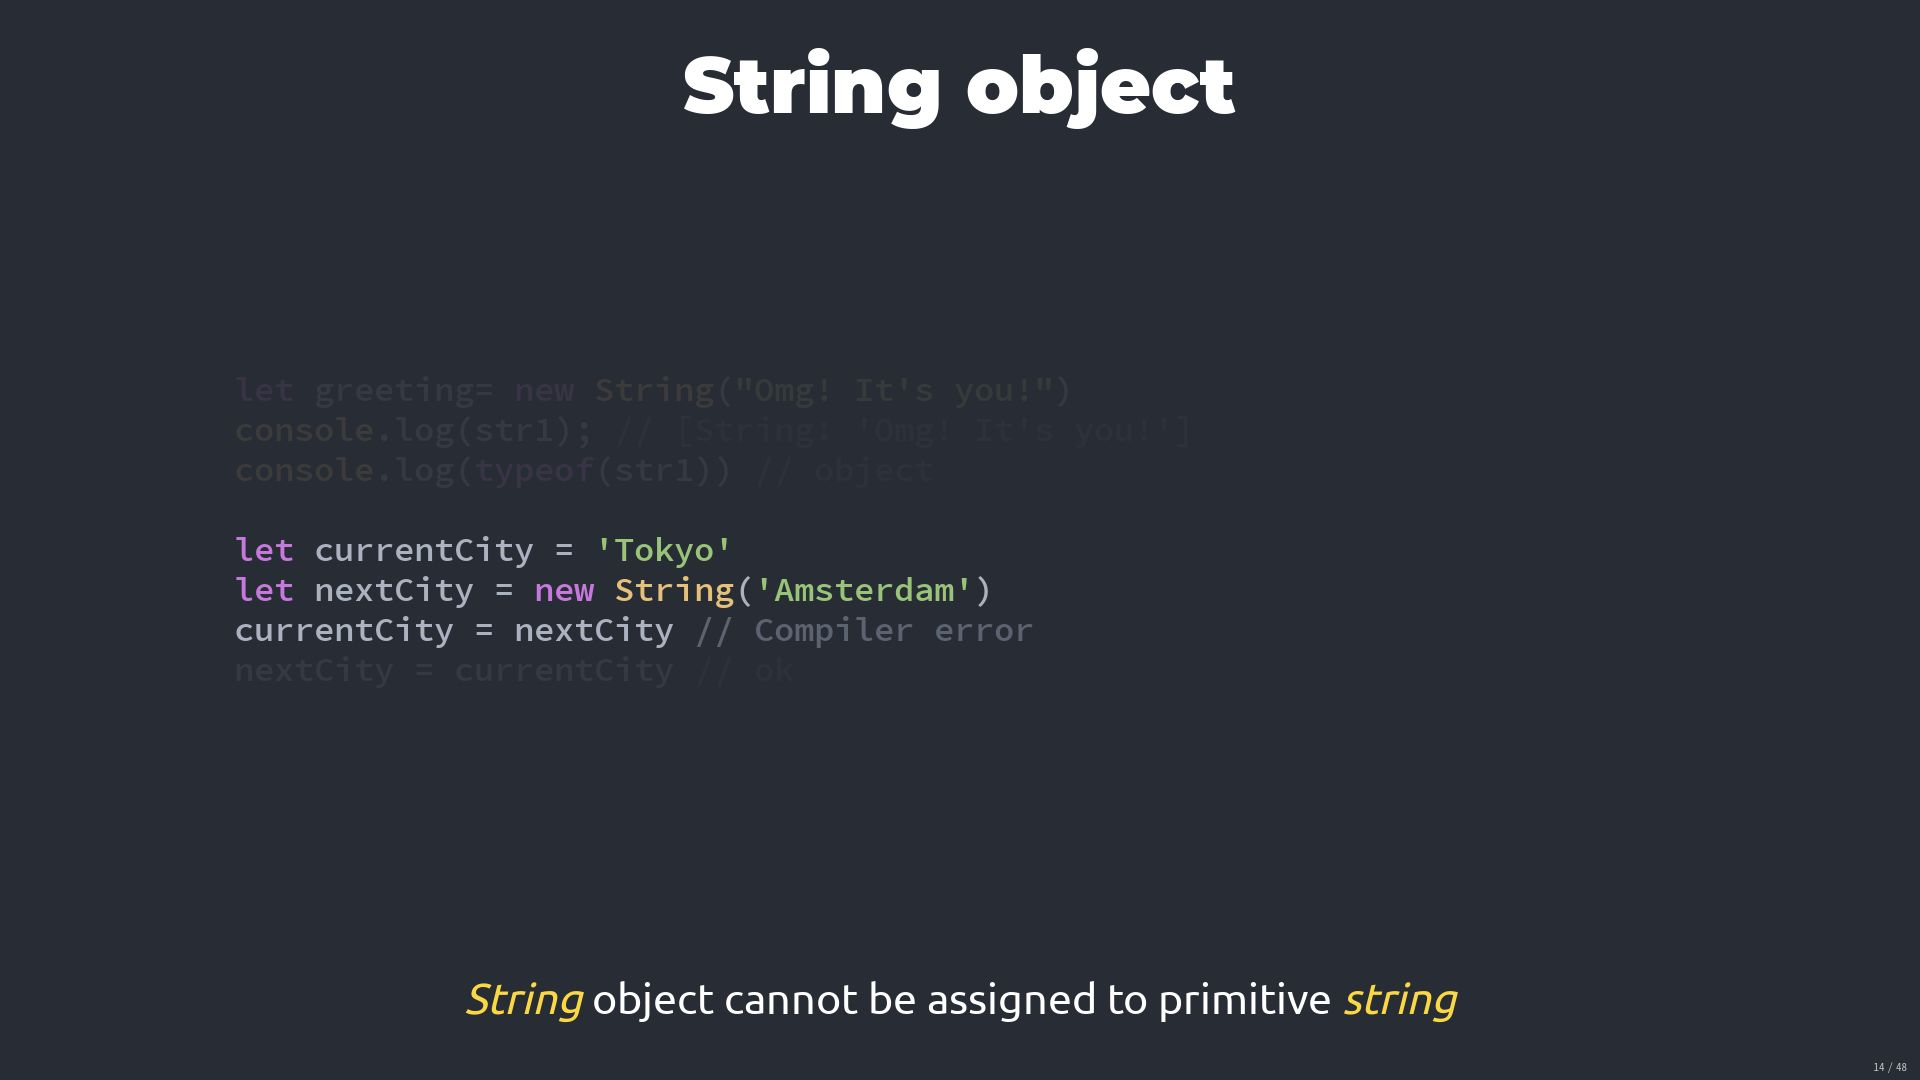 String object
let greeting= new String("Omg! It's you!")
console.log(str1); // [String: 'Omg! It's you!']
console.log(typeof(str1)) // object
let currentCity = 'Tokyo'
let nextCity = new String('Amsterdam')
currentCity = nextCity // Compiler error
nextCity = currentCity // ok
String object cannot be assigned to primitive string
14 / 48